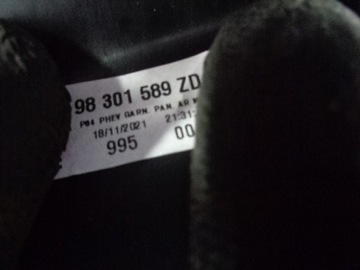 98 301 589 ZD
P84 PHEV GARN. PAN. AR
18/11/2021 21:31:
995 00